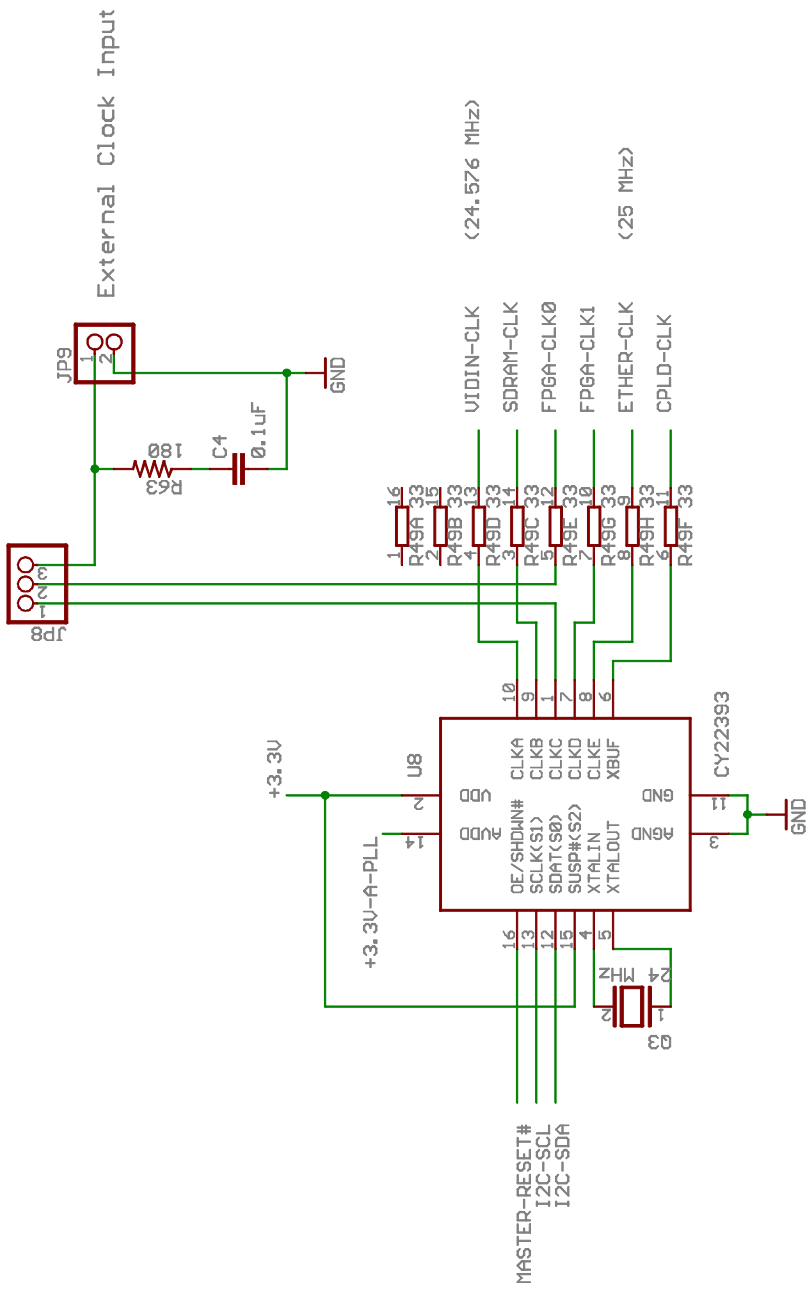 External Clock Input
JP9
1
2
JP8
3
2
1
R63
180
C4
0.1uF
GND
(24.576 MHz)
(25 MHz)
VIDIN-CLK
SDRAM-CLK
FPGA-CLK0
FPGA-CLK1
ETHER-CLK
CPLD-CLK
1 R49A 33 16
2 R49B 33 15
4 R49D 33 13
3 R49C 33 14
5 R49E 33 12
7 R49G 33 10
8 R49H 33 9
6 R49F 33 11
+3.3V
+3.3V-A-PLL
U8
CY22393
2 VDD
14 AVDD
OE/SHDWN# 16
SCLK(S1) 13
SDAT(S0) 12
SUSP#(S2) 15
XTALIN 4
XTALOUT 5
CLKA 10
CLKB 9
CLKC 1
CLKD 7
CLKE 8
XBUF 6
GND 11
AGND 3
GND
Q3
24 MHz
2
1
MASTER-RESET#
I2C-SCL
I2C-SDA